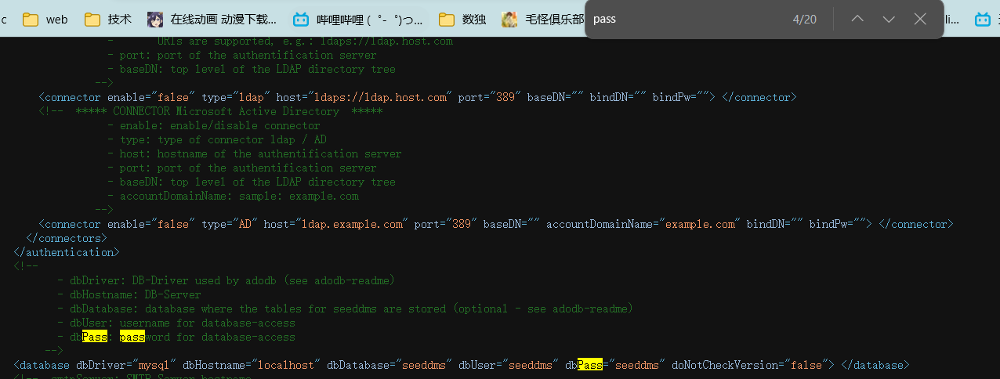 c web 技术 在线动画 动漫下载... 哔哩哔哩 (゜-゜)つ... 数独 毛怪俱乐部 pass 4/20 li...
- URIs are supported, e.g.: ldaps://ldap.host.com
- port: port of the authentification server
- baseDN: top level of the LDAP directory tree
-->
<connector enable="false" type="ldap" host="ldaps://ldap.host.com" port="389" baseDN="" bindDN="" bindPw=""> </connector>
<!-- ***** CONNECTOR Microsoft Active Directory *****
- enable: enable/disable connector
- type: type of connector ldap / AD
- host: hostname of the authentification server
- port: port of the authentification server
- baseDN: top level of the LDAP directory tree
- accountDomainName: sample: example.com
-->
<connector enable="false" type="AD" host="ldap.example.com" port="389" baseDN="" accountDomainName="example.com" bindDN="" bindPw=""> </connector>
</connectors>
</authentication>
<!--
- dbDriver: DB-Driver used by adodb (see adodb-readme)
- dbHostname: DB-Server
- dbDatabase: database where the tables for seeddms are stored (optional - see adodb-readme)
- dbUser: username for database-access
- dbPass: password for database-access
-->
<database dbDriver="mysql" dbHostname="localhost" dbDatabase="seeddms" dbUser="seeddms" dbPass="seeddms" doNotCheckVersion="false"> </database>
<!-- smtpServer: SMTP Server hostname